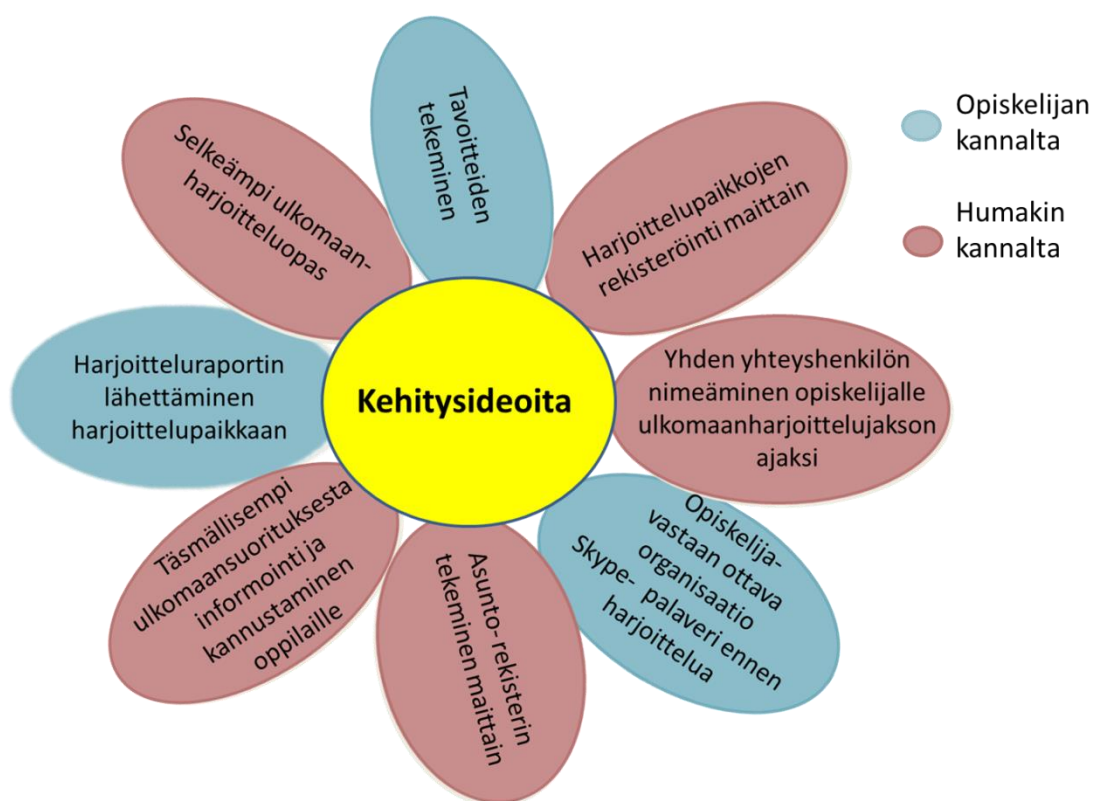 Tavoitteiden
tekeminen
Harjoittelupaikkojen
rekisteröinti maittain
Yhden yhteyshenkilön
nimeäminen opiskelijalle
ulkomaanharjoittelujakson
ajaksi
Opiskelija-
vastaan ottava
organisaatio
Skype- palaveri ennen
harjoittelua
Asunto- rekisterin
tekeminen maittain
Täsmällisempi
ulkomaansuorituksesta
informointi ja
kannustaminen
oppilaille
Harjoitteluraportin
lähettäminen
harjoittelupaikkaan
Selkeämpi ulkomaan-
harjoitteluopas
Kehitysideoita
Opiskelijan
kannalta
Humakin
kannalta